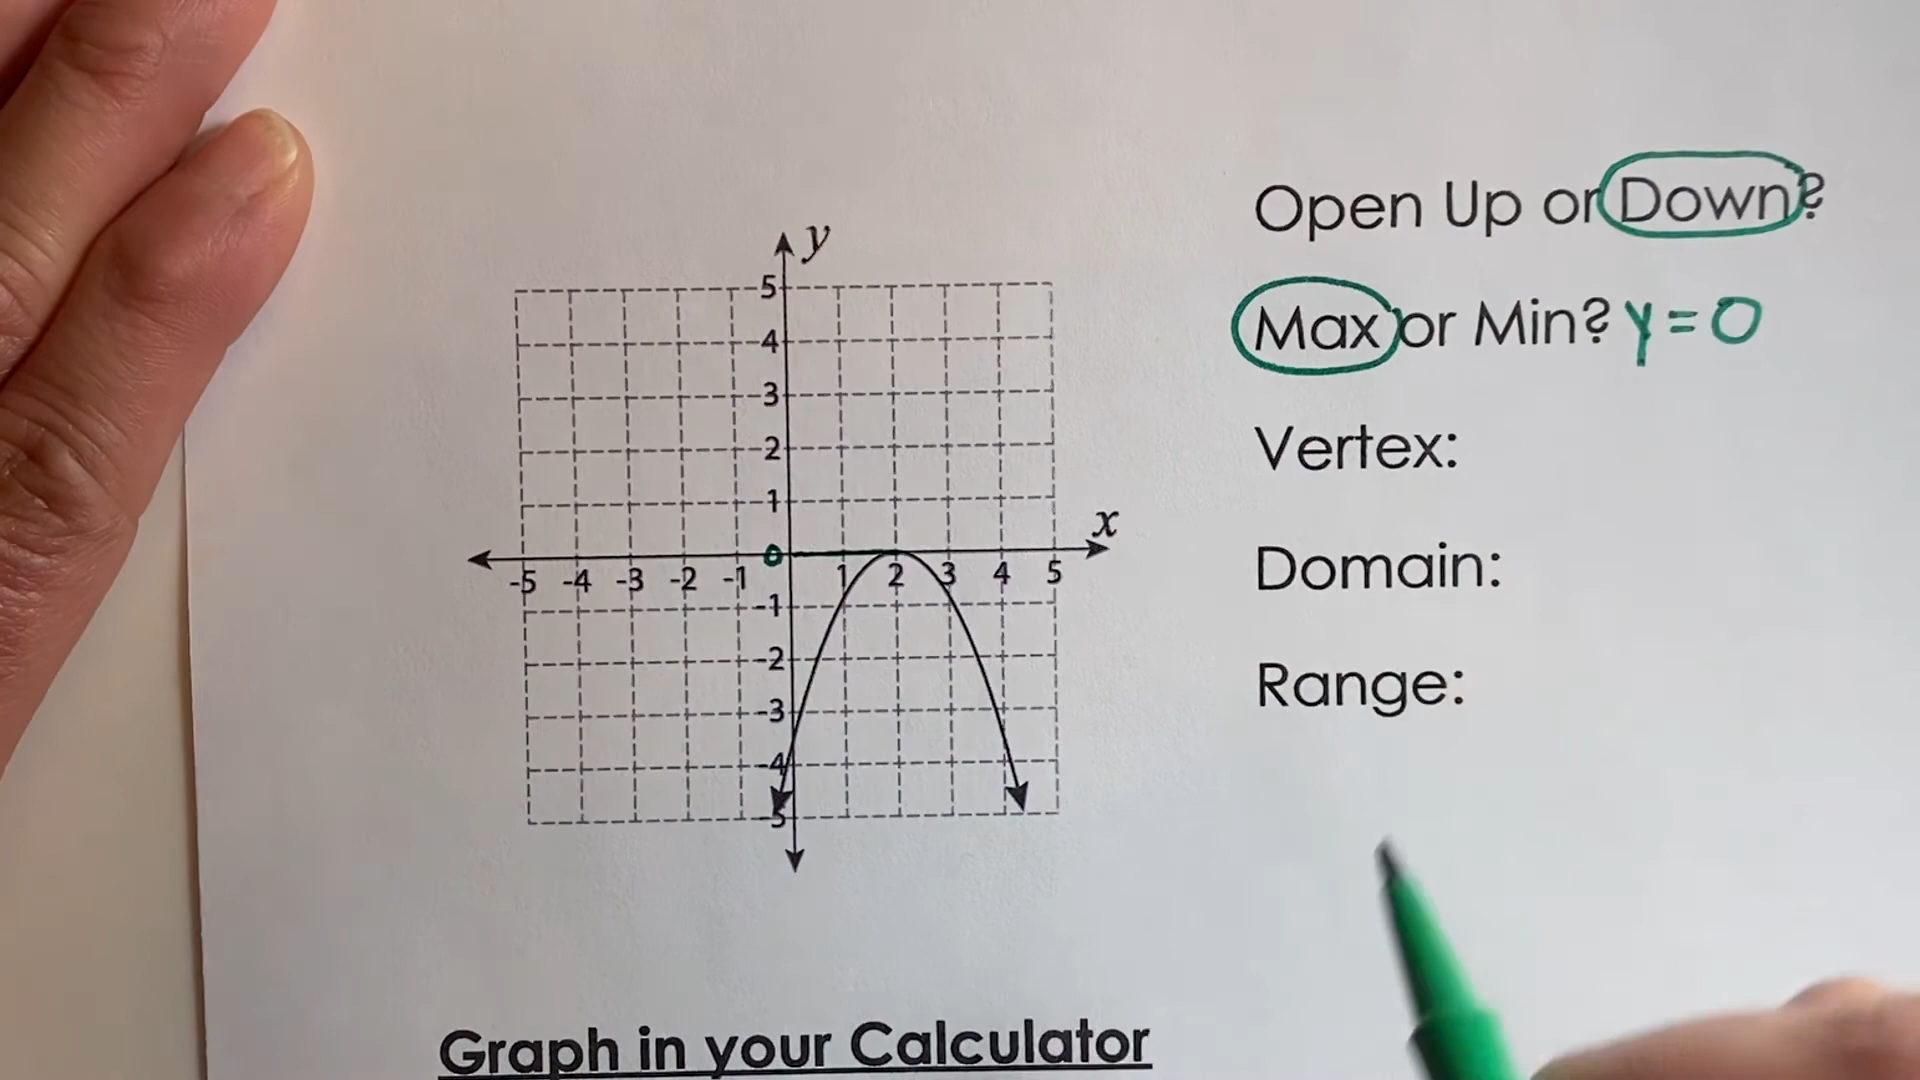 y
5
4
3
2
1
x
0
-5 -4 -3 -2 -1 1 2 3 4 5
-1
-2
-3
-4
-5
Open Up or Down?
Max or Min? y = 0
Vertex:
Domain:
Range:
Graph in your Calculator